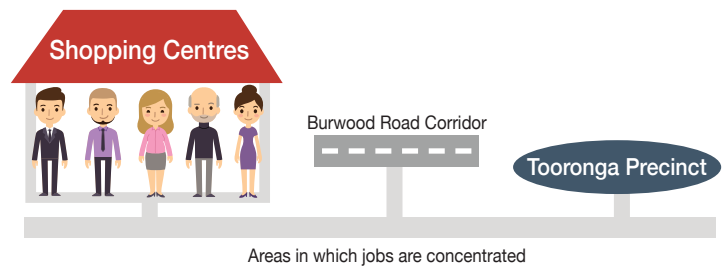 Shopping Centres
Burwood Road Corridor
Tooronga Precinct
Areas in which jobs are concentrated